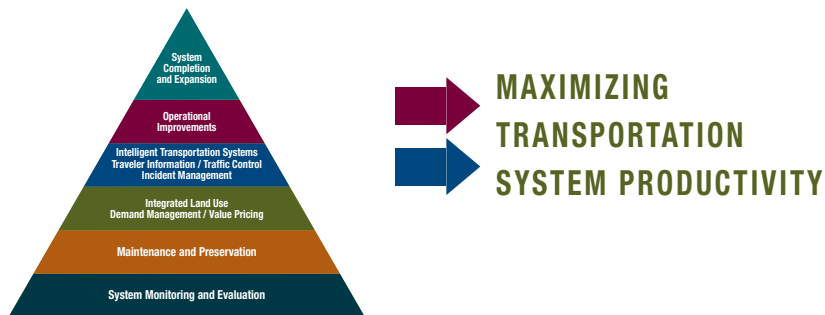 System
Completion
and Expansion
Operational
Improvements
Intelligent Transportation Systems
Traveler Information / Traffic Control
Incident Management
Integrated Land Use
Demand Management / Value Pricing
Maintenance and Preservation
System Monitoring and Evaluation
MAXIMIZING
TRANSPORTATION
SYSTEM PRODUCTIVITY